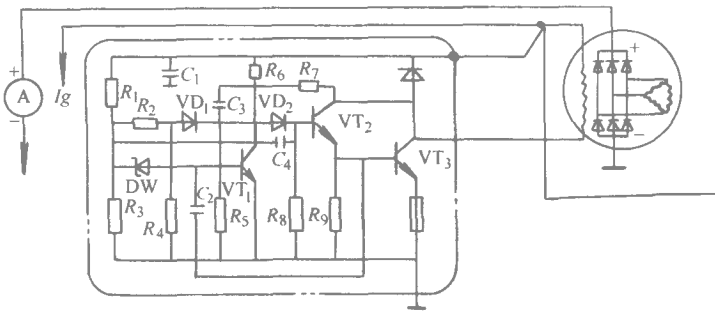 +
A
−
Ig
C₁
R₆
R₇
R₁
R₂
VD₁
C₃
VD₂
VT₂
C₄
VT₃
DW
C₂
VT₁
R₃
R₄
R₅
R₈
R₉
+
−